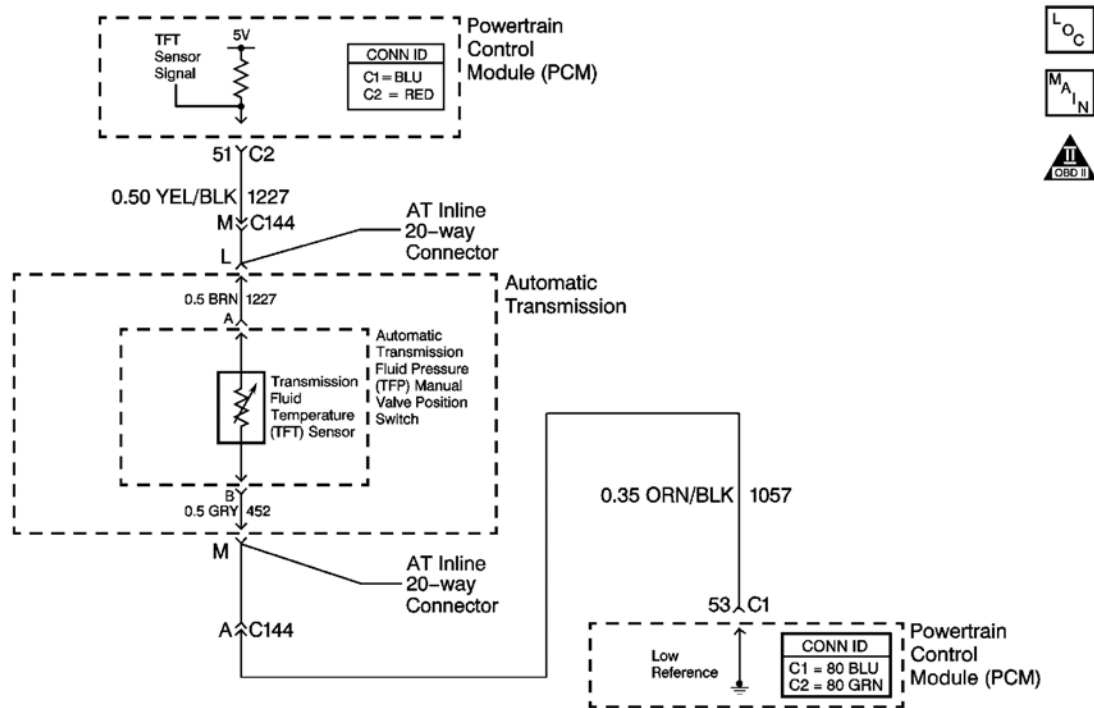 Powertrain
Control
Module (PCM)
TFT
Sensor
Signal
5V
CONN ID
C1 = BLU
C2 = RED
L O C
M A I N
II
OBD II
51 C2
0.50 YEL/BLK 1227
M C144
AT Inline
20-way
Connector
L
Automatic
Transmission
0.5 BRN 1227
A
Automatic
Transmission
Fluid Pressure
(TFP) Manual
Valve Position
Switch
Transmission
Fluid
Temperature
(TFT) Sensor
B
0.5 GRY 452
M
AT Inline
20-way
Connector
A C144
0.35 ORN/BLK 1057
53 C1
Low
Reference
CONN ID
C1 = 80 BLU
C2 = 80 GRN
Powertrain
Control
Module (PCM)